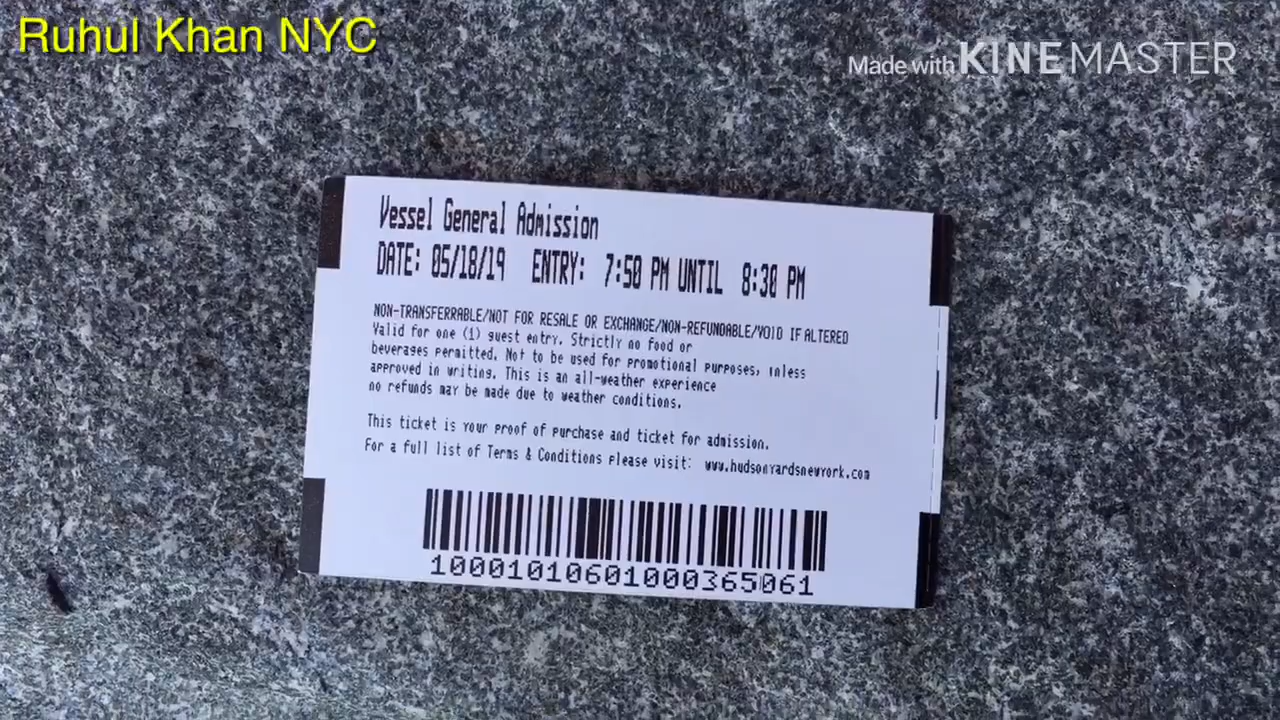 Ruhul Khan NYC
Made with KINEMASTER
Vessel General Admission
DATE: 05/18/19 ENTRY: 7:50 PM UNTIL 8:30 PM
NON-TRANSFERRABLE/NOT FOR RESALE OR EXCHANGE/NON-REFUNDABLE/VOID IF ALTERED
Valid for one (1) guest entry. Strictly no food or
beverages permitted. Not to be used for promotional purposes, inless
approved in writing. This is an all-weather experience
no refunds may be made due to weather conditions.
This ticket is your proof of purchase and ticket for admission.
For a full list of Terms & Conditions please visit: www.hudsonyardsnewyork.com
10001010601000365061